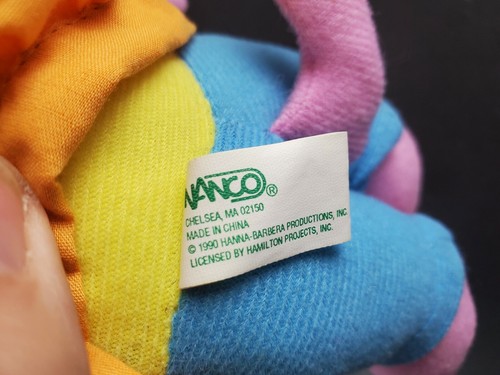 NANCO®
CHELSEA, MA 02150
MADE IN CHINA
© 1990 HANNA-BARBERA PRODUCTIONS, INC
LICENSED BY HAMILTON PROJECTS, INC.